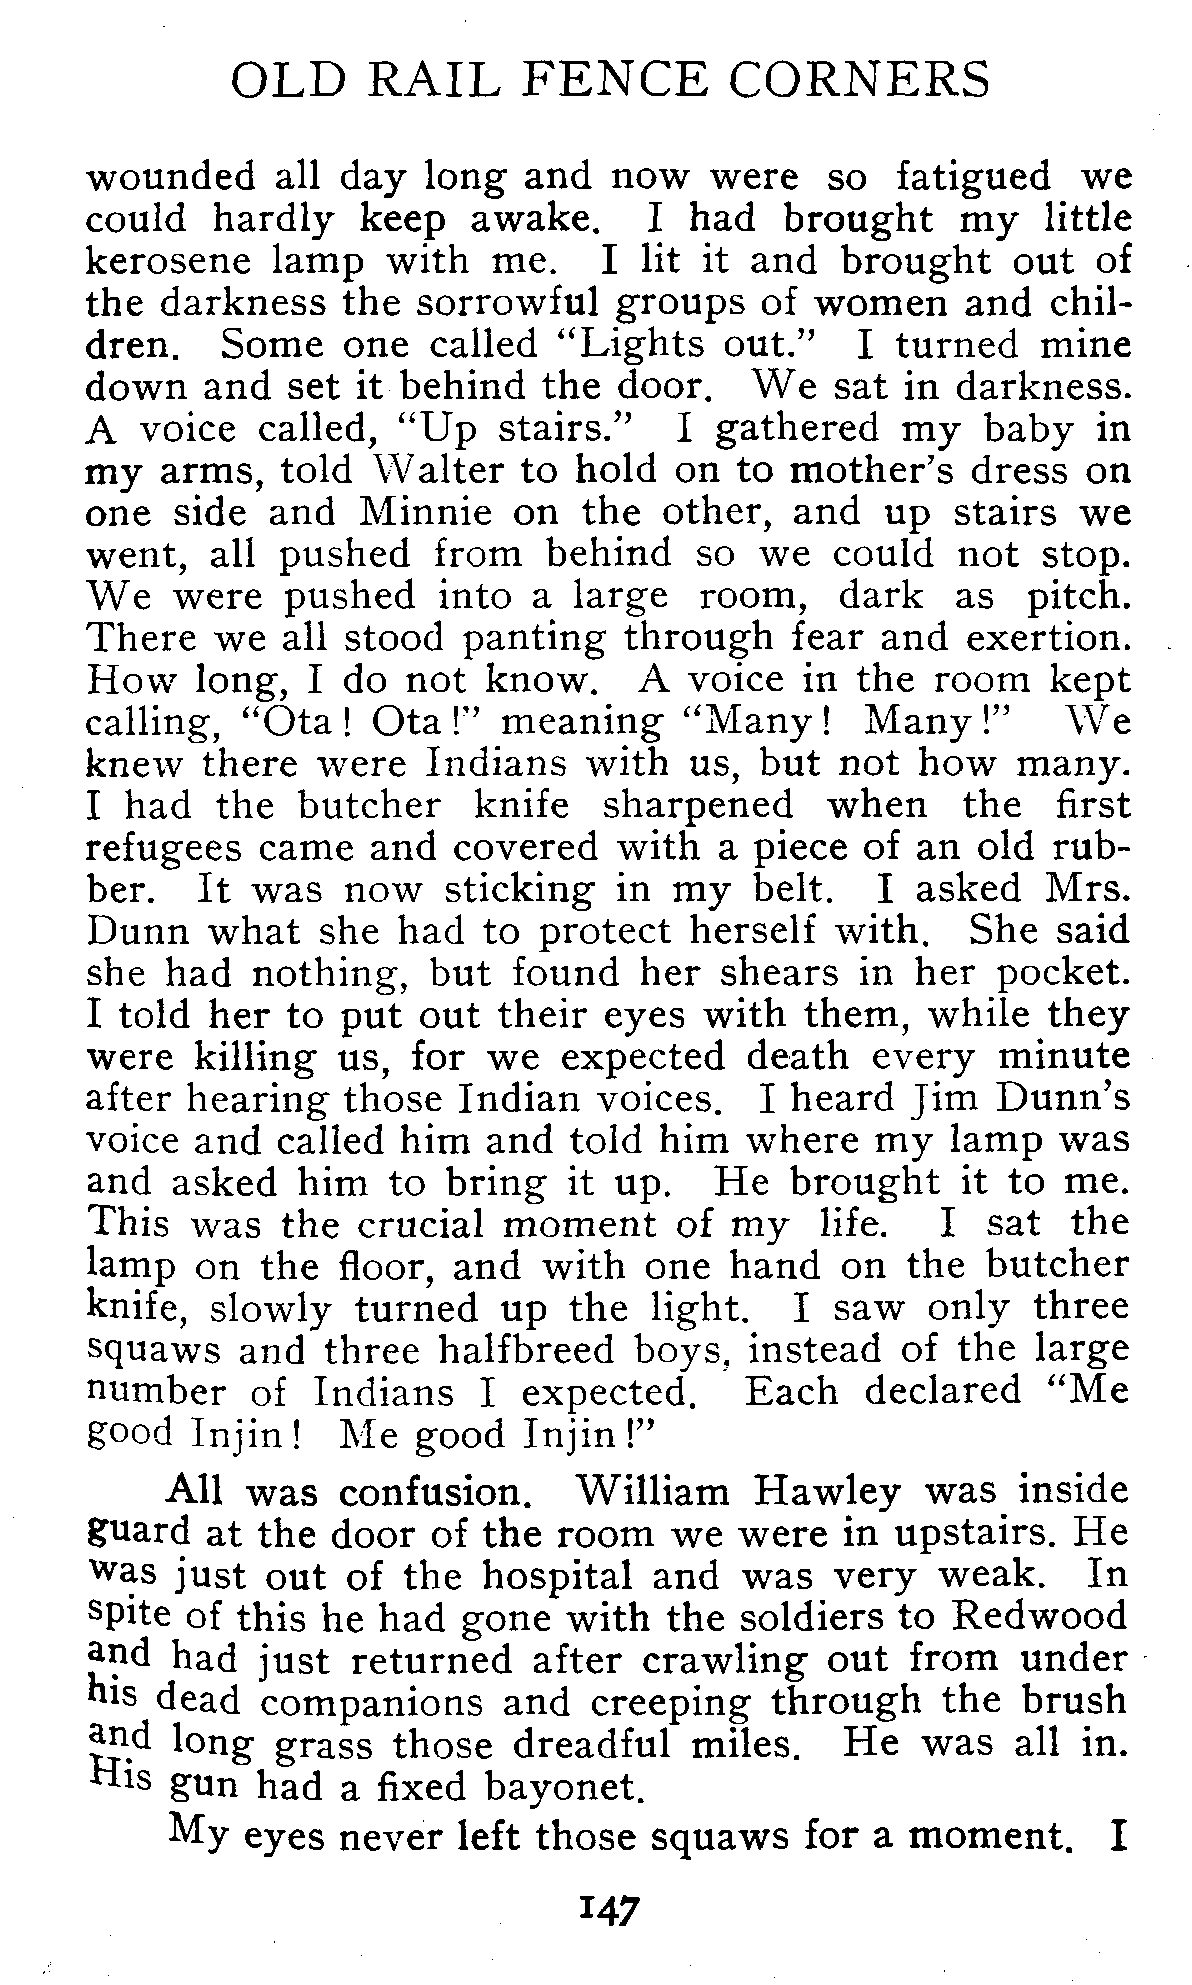 OLD RAIL FENCE CORNERS
wounded all day long and now were so fatigued we
could hardly keep awake. I had brought my little
kerosene lamp with me. I lit it and brought out of
the darkness the sorrowful groups of women and chil-
dren. Some one called "Lights out." I turned mine
down and set it behind the door. We sat in darkness.
A voice called, "Up stairs." I gathered my baby in
my arms, told Walter to hold on to mother's dress on
one side and Minnie on the other, and up stairs we
went, all pushed from behind so we could not stop.
We were pushed into a large room, dark as pitch.
There we all stood panting through fear and exertion.
How long, I do not know. A voice in the room kept
calling, "Ota! Ota!" meaning "Many! Many!" We
knew there were Indians with us, but not how many.
I had the butcher knife sharpened when the first
refugees came and covered with a piece of an old rub-
ber. It was now sticking in my belt. I asked Mrs.
Dunn what she had to protect herself with. She said
she had nothing, but found her shears in her pocket.
I told her to put out their eyes with them, while they
were killing us, for we expected death every minute
after hearing those Indian voices. I heard Jim Dunn's
voice and called him and told him where my lamp was
and asked him to bring it up. He brought it to me.
This was the crucial moment of my life. I sat the
lamp on the floor, and with one hand on the butcher
knife, slowly turned up the light. I saw only three
squaws and three halfbreed boys, instead of the large
number of Indians I expected. Each declared "Me
good Injin! Me good Injin!"
All was confusion. William Hawley was inside
guard at the door of the room we were in upstairs. He
was just out of the hospital and was very weak. In
spite of this he had gone with the soldiers to Redwood
and had just returned after crawling out from under
his dead companions and creeping through the brush
and long grass those dreadful miles. He was all in.
His gun had a fixed bayonet.
My eyes never left those squaws for a moment. I
147